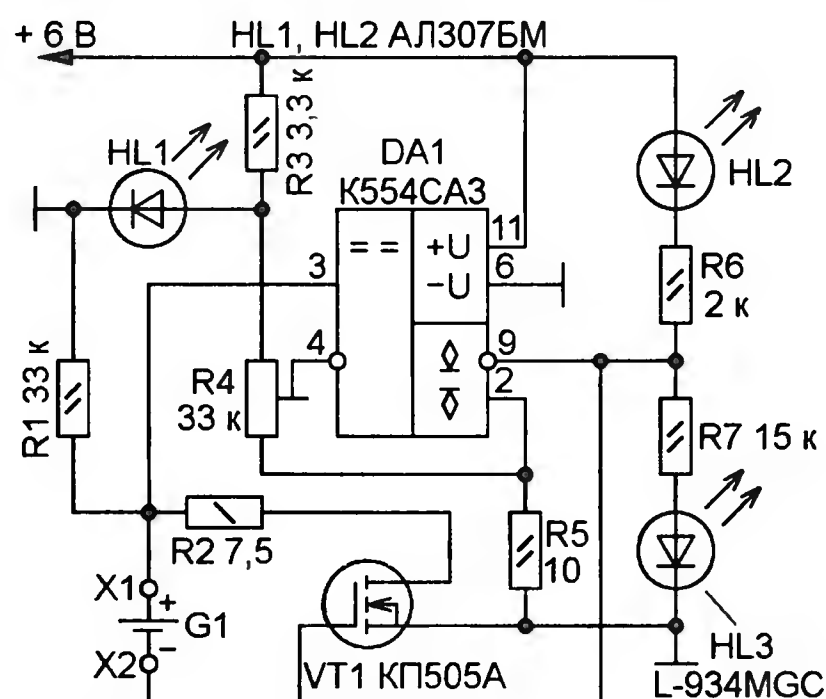 + 6 В
HL1, HL2 АЛ307БМ
R3 3,3 к
HL1
DA1
К554СА3
HL2
= =
+U
11
3
6
-U
R6
2 к
4
9
R1 33 к
R4
33 к
2
R7 15 к
R2 7,5
R5
10
X1
+
G1
X2
-
VT1 КП505А
HL3
L-934MGC